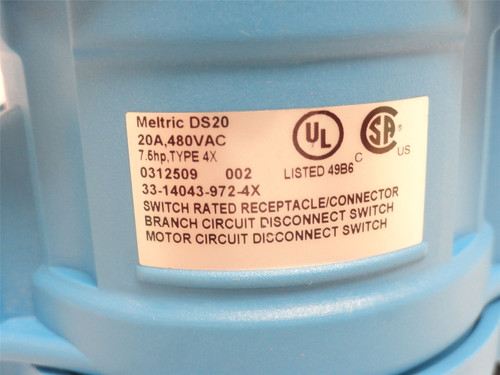 Meltric DS20
20A,480VAC
7.5hp,TYPE 4X
0312509 002
33-14043-972-4X
SWITCH RATED RECEPTACLE/CONNECTOR
BRANCH CIRCUIT DISCONNECT SWITCH
MOTOR CIRCUIT DISCONNECT SWITCH
UL
LISTED 49B6
C SA US